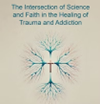 The Intersection of Science
and Faith in the Healing of
Trauma and Addiction